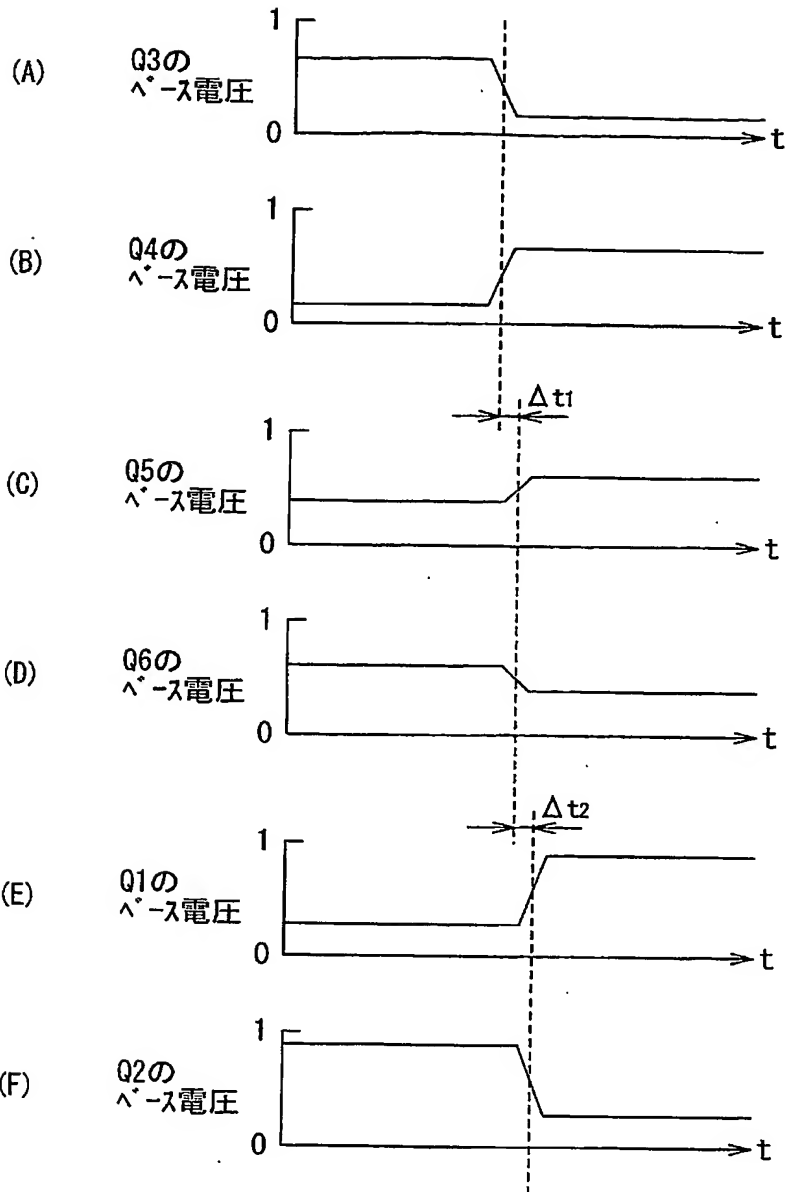 (A)
Q3の
ベース電圧
1
0
t
(B)
Q4の
ベース電圧
1
0
t
Δt1
(C)
Q5の
ベース電圧
1
0
t
(D)
Q6の
ベース電圧
1
0
t
Δt2
(E)
Q1の
ベース電圧
1
0
t
(F)
Q2の
ベース電圧
1
0
t